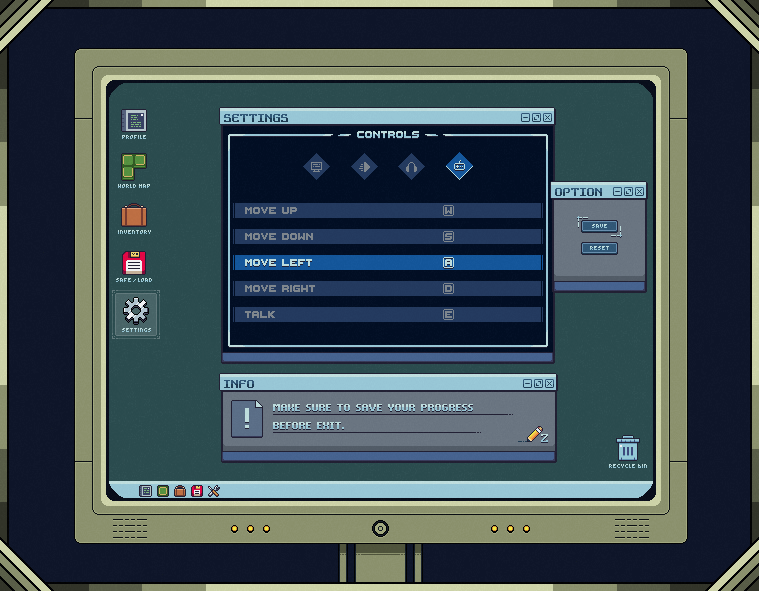 SETTINGS
CONTROLS
MOVE UP W
MOVE DOWN S
MOVE LEFT A
MOVE RIGHT D
TALK E
OPTION
SAVE
RESET
PROFILE
WORLD MAP
INVENTORY
SAFE/LOAD
SETTINGS
INFO
MAKE SURE TO SAVE YOUR PROGRESS
BEFORE EXIT.
Z
RECYCLE BIN